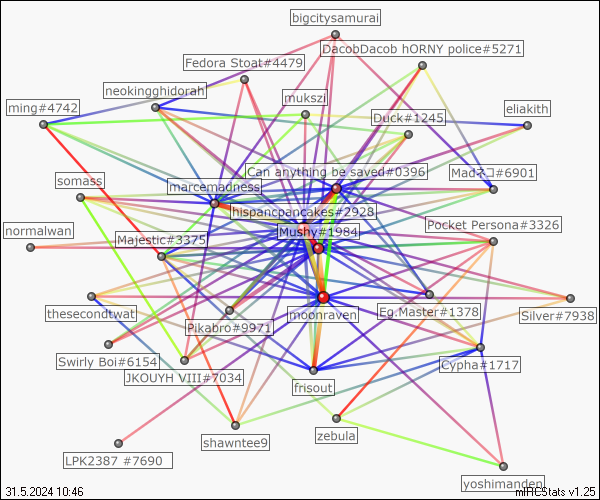 bigcitysamurai
DacobDacob hORNY police#5271
Fedora Stoat#4479
neokingghidorah
mukszi
ming#4742
eliakith
Duck#1245
Can anything be saved#0396
Madネコ#6901
somass
marcemadness
hispancpancakes#2928
Pocket Persona#3326
normalwan
Majestic#3375
Mushy#1984
thesecondtwat
moonraven
Eg.Master#1378
Silver#7938
Pikabro#9971
Swirly Boi#6154
Cypha#1717
JKOUYH VIII#7034
frisout
shawntee9
zebula
LPK2387 #7690
yoshimanden
31.5.2024 10:46
mIRCStats v1.25